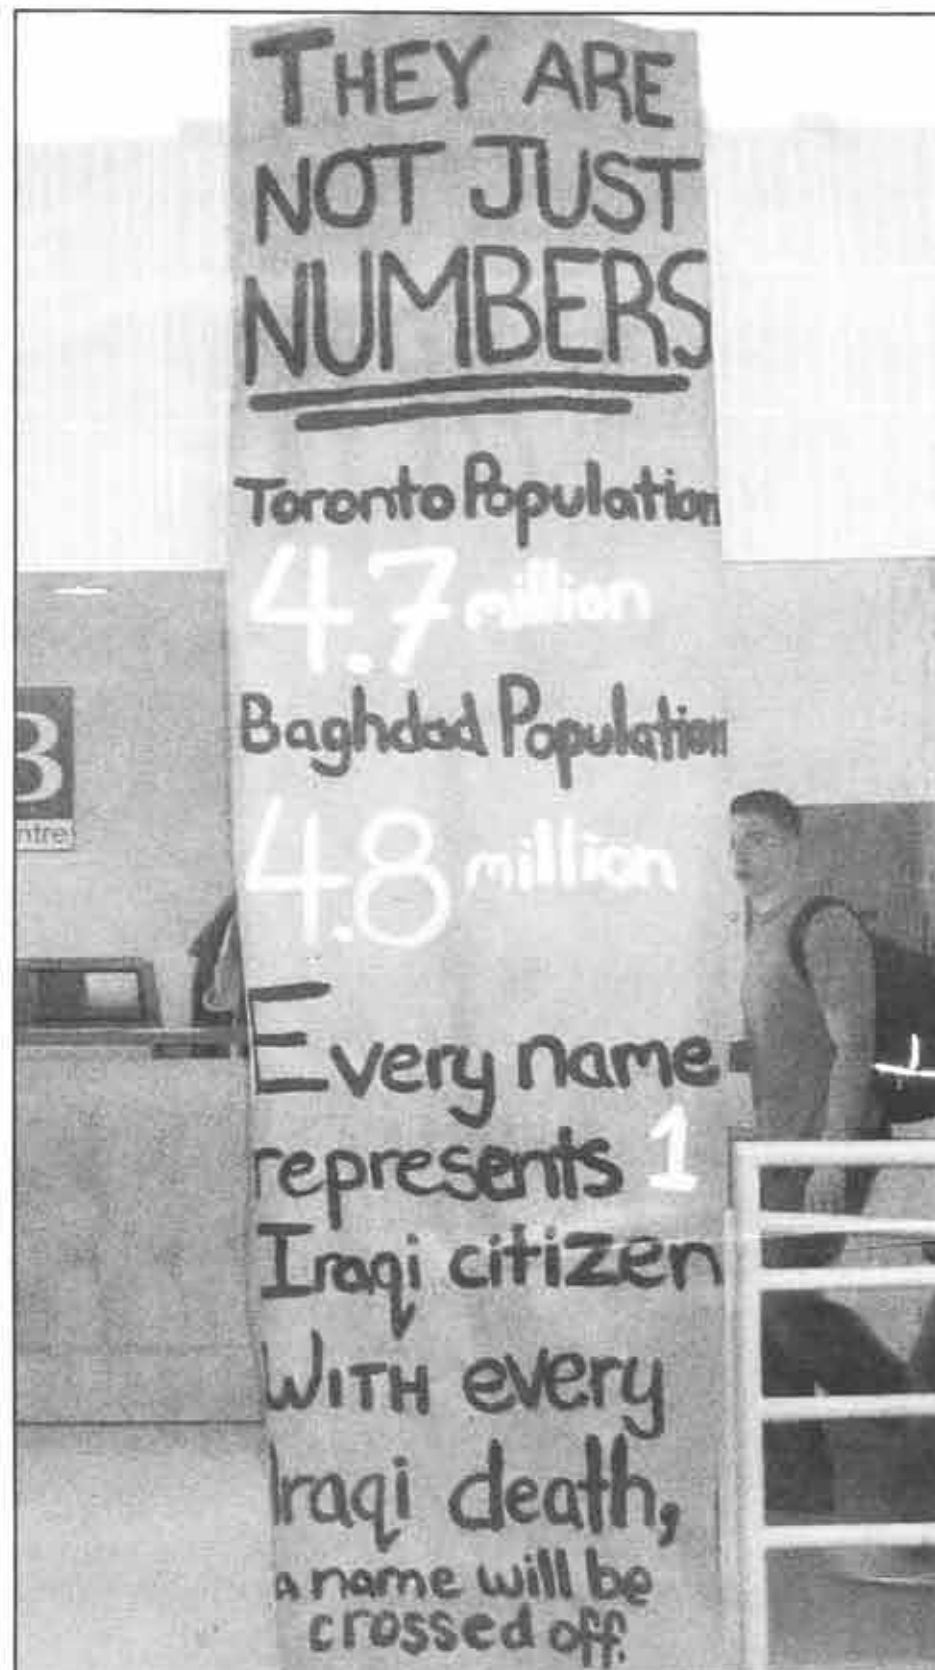 THEY ARE
NOT JUST
NUMBERS
Toronto Population
4.7 million
Baghdad Population
4.8 million
Every name
represents 1
Iraqi citizen
WITH every
Iraqi death,
a name will be
crossed off.
B
ntre